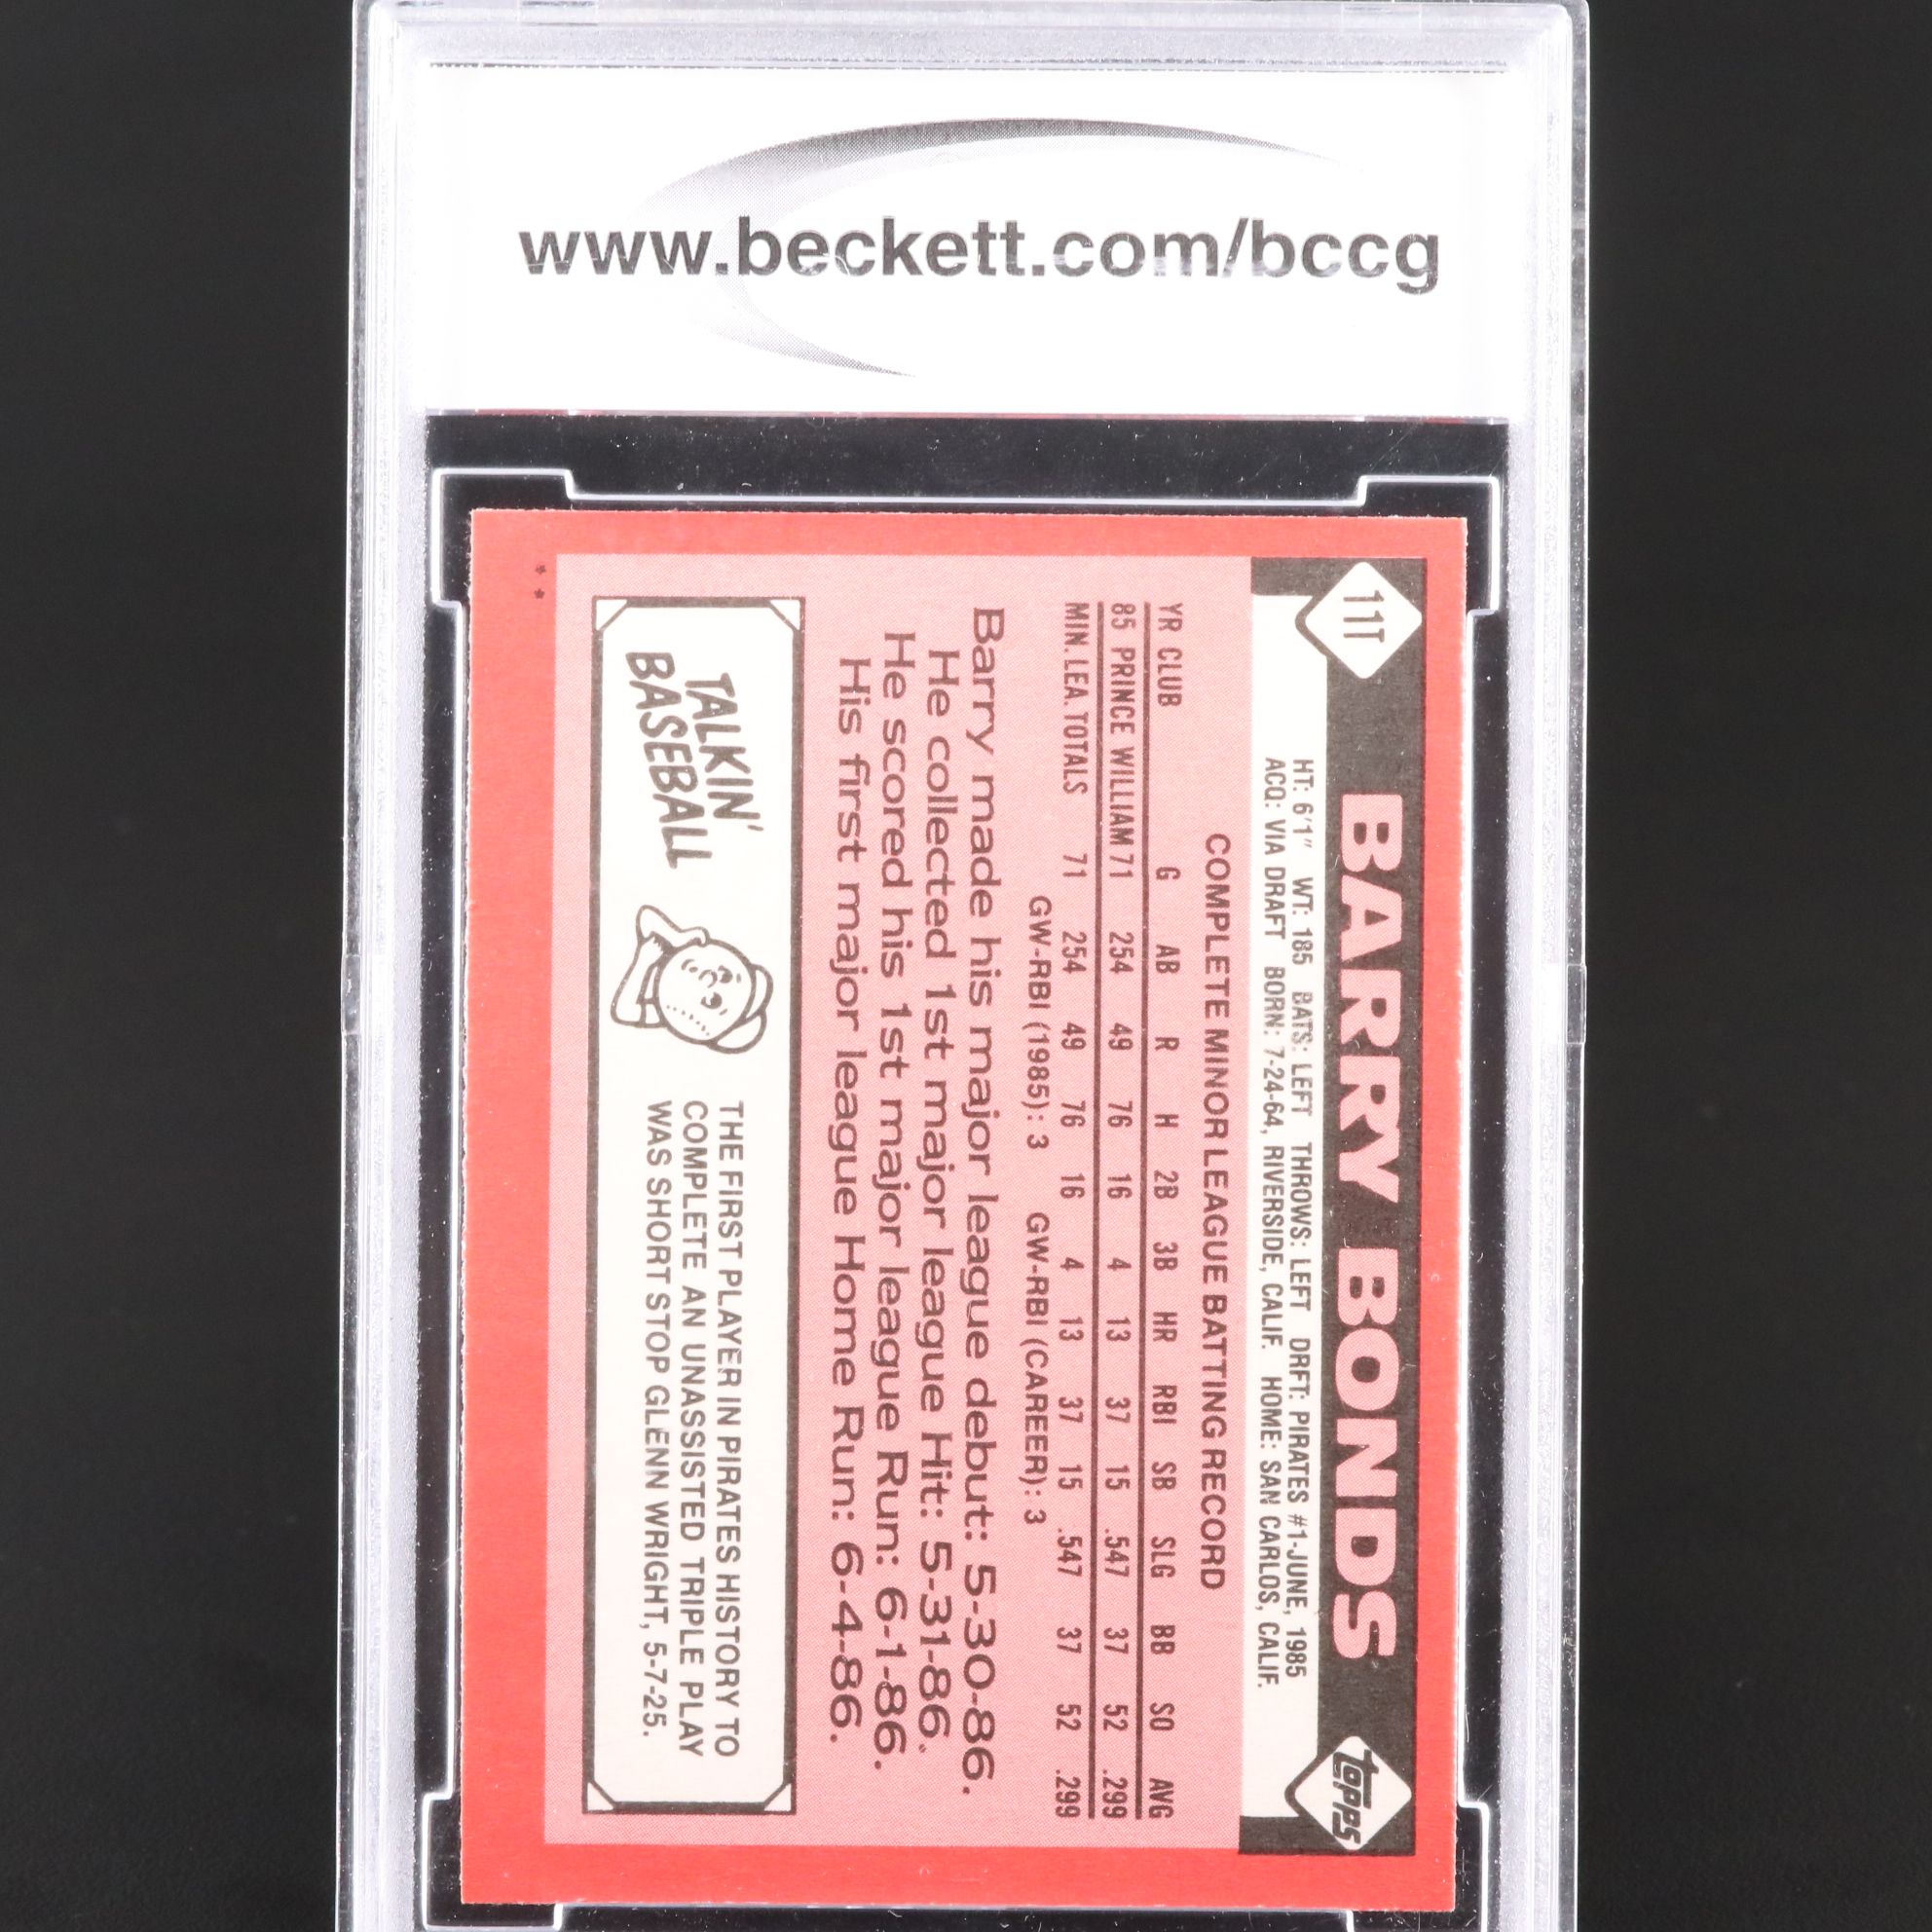 www.beckett.com/bccg
11T
BARRY BONDS
topps
HT: 6'1" WT: 185 BATS: LEFT THROWS: LEFT DRFT: PIRATES #1-JUNE, 1985
ACQ: VIA DRAFT BORN: 7-24-64, RIVERSIDE, CALIF. HOME: SAN CARLOS, CALIF.
COMPLETE MINOR LEAGUE BATTING RECORD
YR CLUB G AB R H 2B 3B HR RBI SB SLG BB SO AVG
85 PRINCE WILLIAM 71 254 49 76 16 4 13 37 15 .547 37 52 .299
MIN. LEA. TOTALS 71 254 49 76 16 4 13 37 15 .547 37 52 .299
GW-RBI (1985): 3 GW-RBI (CAREER): 3
Barry made his major league debut: 5-30-86.
He collected 1st major league Hit: 5-31-86.
He scored his 1st major league Run: 6-1-86.
His first major league Home Run: 6-4-86.
TALKIN'
BASEBALL
THE FIRST PLAYER IN PIRATES HISTORY TO
COMPLETE AN UNASSISTED TRIPLE PLAY
WAS SHORT STOP GLENN WRIGHT, 5-7-25.
**